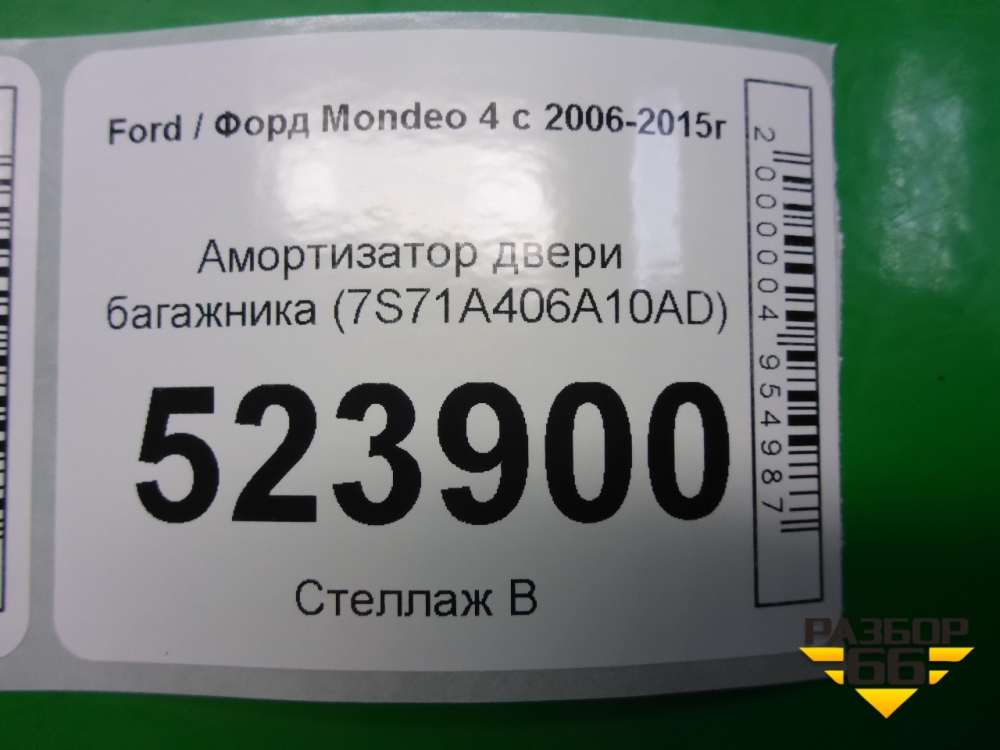 Ford / Форд Mondeo 4 с 2006-2015г
Амортизатор двери
багажника (7S71A406A10AD)
523900
Стеллаж В
2000004954987
РАЗБОР
66